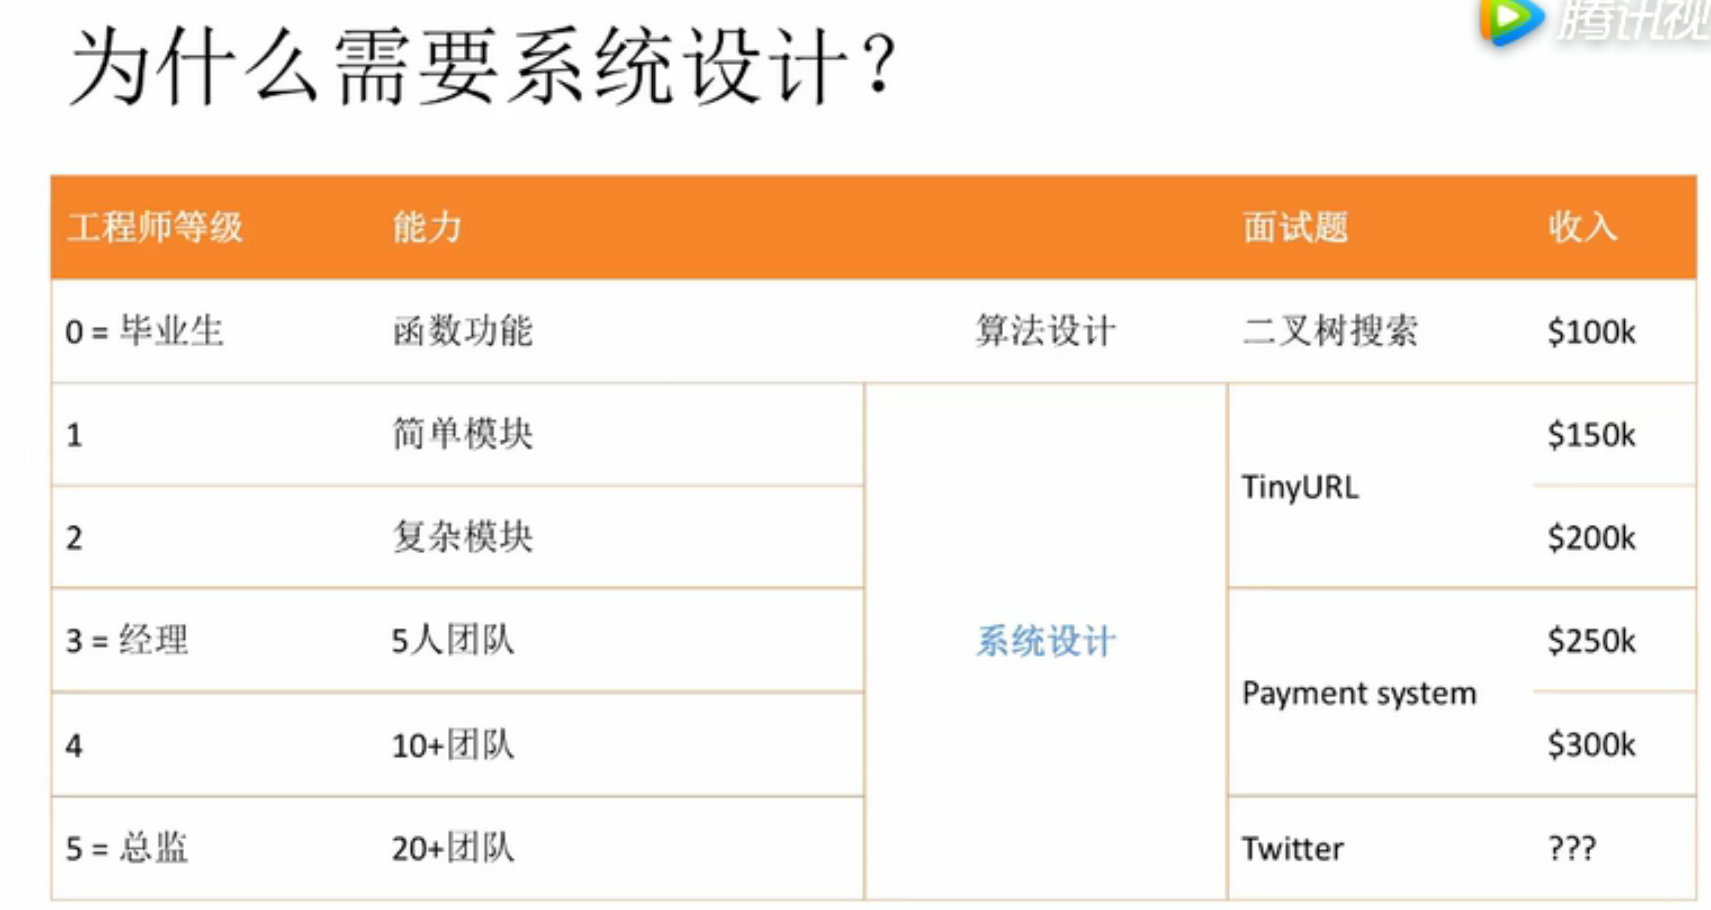 为什么需要系统设计？
腾讯视
工程师等级 能力 面试题 收入
0 = 毕业生 函数功能 算法设计 二叉树搜索 $100k
1 简单模块 $150k
TinyURL
2 复杂模块 $200k
3 = 经理 5人团队 系统设计 $250k
Payment system
4 10+团队 $300k
5 = 总监 20+团队 Twitter ???